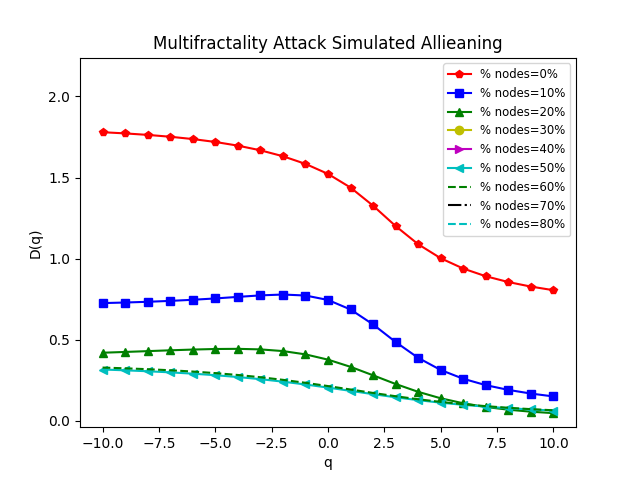 Multifractality Attack Simulated Allieaning
% nodes=0%
% nodes=10%
% nodes=20%
% nodes=30%
% nodes=40%
% nodes=50%
% nodes=60%
% nodes=70%
% nodes=80%
2.0
1.5
1.0
0.5
0.0
D(q)
−10.0 −7.5 −5.0 −2.5 0.0 2.5 5.0 7.5 10.0
q